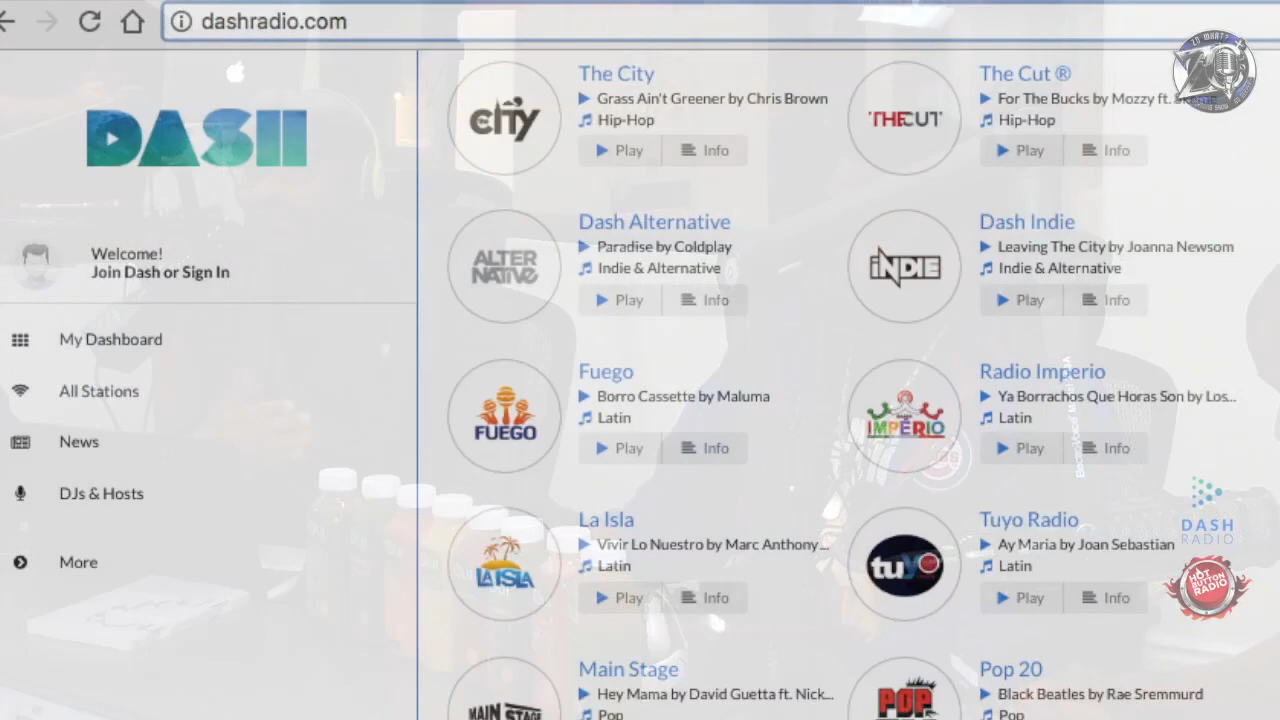 dashradio.com
DASH
Welcome!
Join Dash or Sign In
My Dashboard
All Stations
News
DJs & Hosts
More
THE CITY
The City
Grass Ain't Greener by Chris Brown
Hip-Hop
Play Info
THECUT
The Cut ®
For The Bucks by Mozzy ft.
Hip-Hop
Play Info
ALTER
NATIVE
Dash Alternative
Paradise by Coldplay
Indie & Alternative
Play Info
INDIE
Dash Indie
Leaving The City by Joanna Newsom
Indie & Alternative
Play Info
FUEGO
Fuego
Borro Cassette by Maluma
Latin
Play Info
IMPERIO
Radio Imperio
Ya Borrachos Que Horas Son by Los...
Latin
Play Info
LA ISLA
La Isla
Vivir Lo Nuestro by Marc Anthony...
Latin
Play Info
tuyo
Tuyo Radio
Ay Maria by Joan Sebastian
Latin
Play Info
MAIN STAGE
Main Stage
Hey Mama by David Guetta ft. Nick...
Pop
POP
Pop 20
Black Beatles by Rae Sremmurd
Pop
ZO WHAT?
ZO
DASH
RADIO
HOT
BUTTON
RADIO